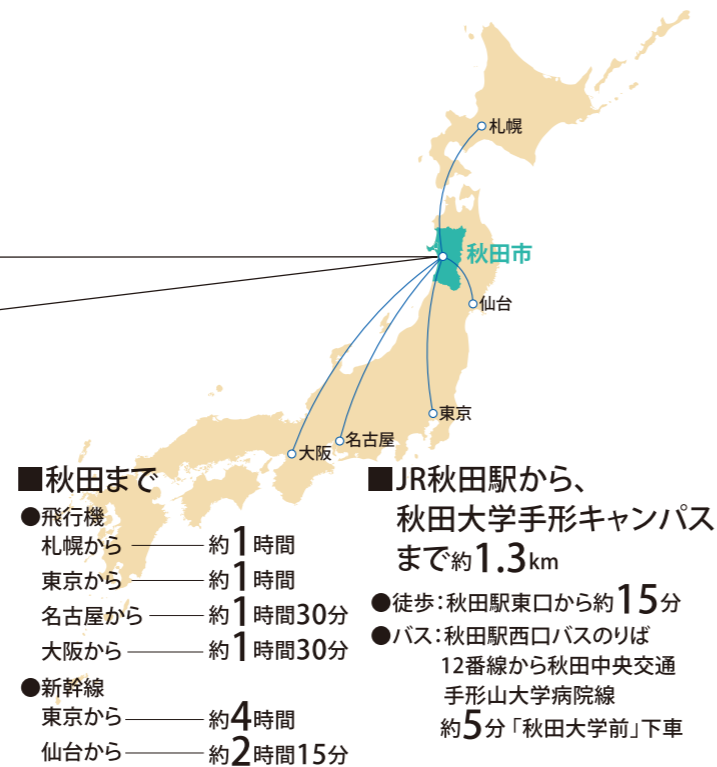 札幌
秋田市
仙台
東京
名古屋
大阪
■秋田まで
●飛行機
札幌から 約1時間
東京から 約1時間
名古屋から 約1時間30分
大阪から 約1時間30分
●新幹線
東京から 約4時間
仙台から 約2時間15分
■JR秋田駅から、
秋田大学手形キャンパス
まで約1.3km
●徒歩:秋田駅東口から約15分
●バス:秋田駅西口バスのりば
12番線から秋田中央交通
手形山大学病院線
約5分「秋田大学前」下車